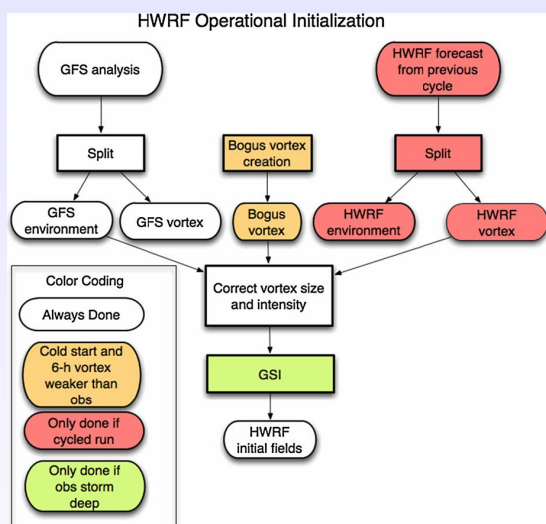 HWRF Operational Initialization
GFS analysis
HWRF forecast
from previous
cycle
Split
Bogus vortex
creation
Split
GFS
environment
GFS vortex
Bogus
vortex
HWRF
environment
HWRF
vortex
Correct vortex size
and intensity
GSI
HWRF
initial fields
Color Coding
Always Done
Cold start and
6-h vortex
weaker than
obs
Only done if
cycled run
Only done if
obs storm
deep